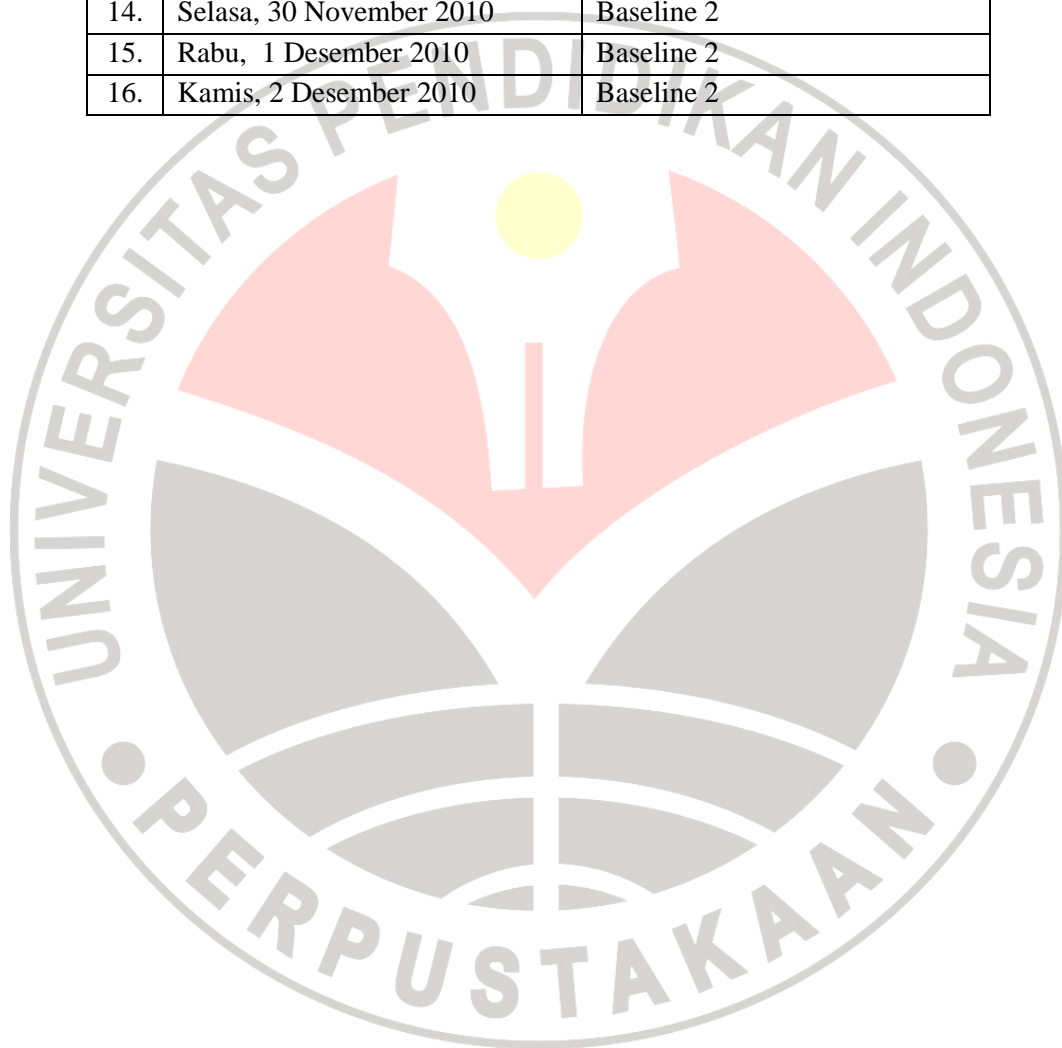 14. Selasa, 30 November 2010 Baseline 2
15. Rabu, 1 Desember 2010 Baseline 2
16. Kamis, 2 Desember 2010 Baseline 2
UNIVERSITAS PENDIDIKAN INDONESIA
PERPUSTAKAAN